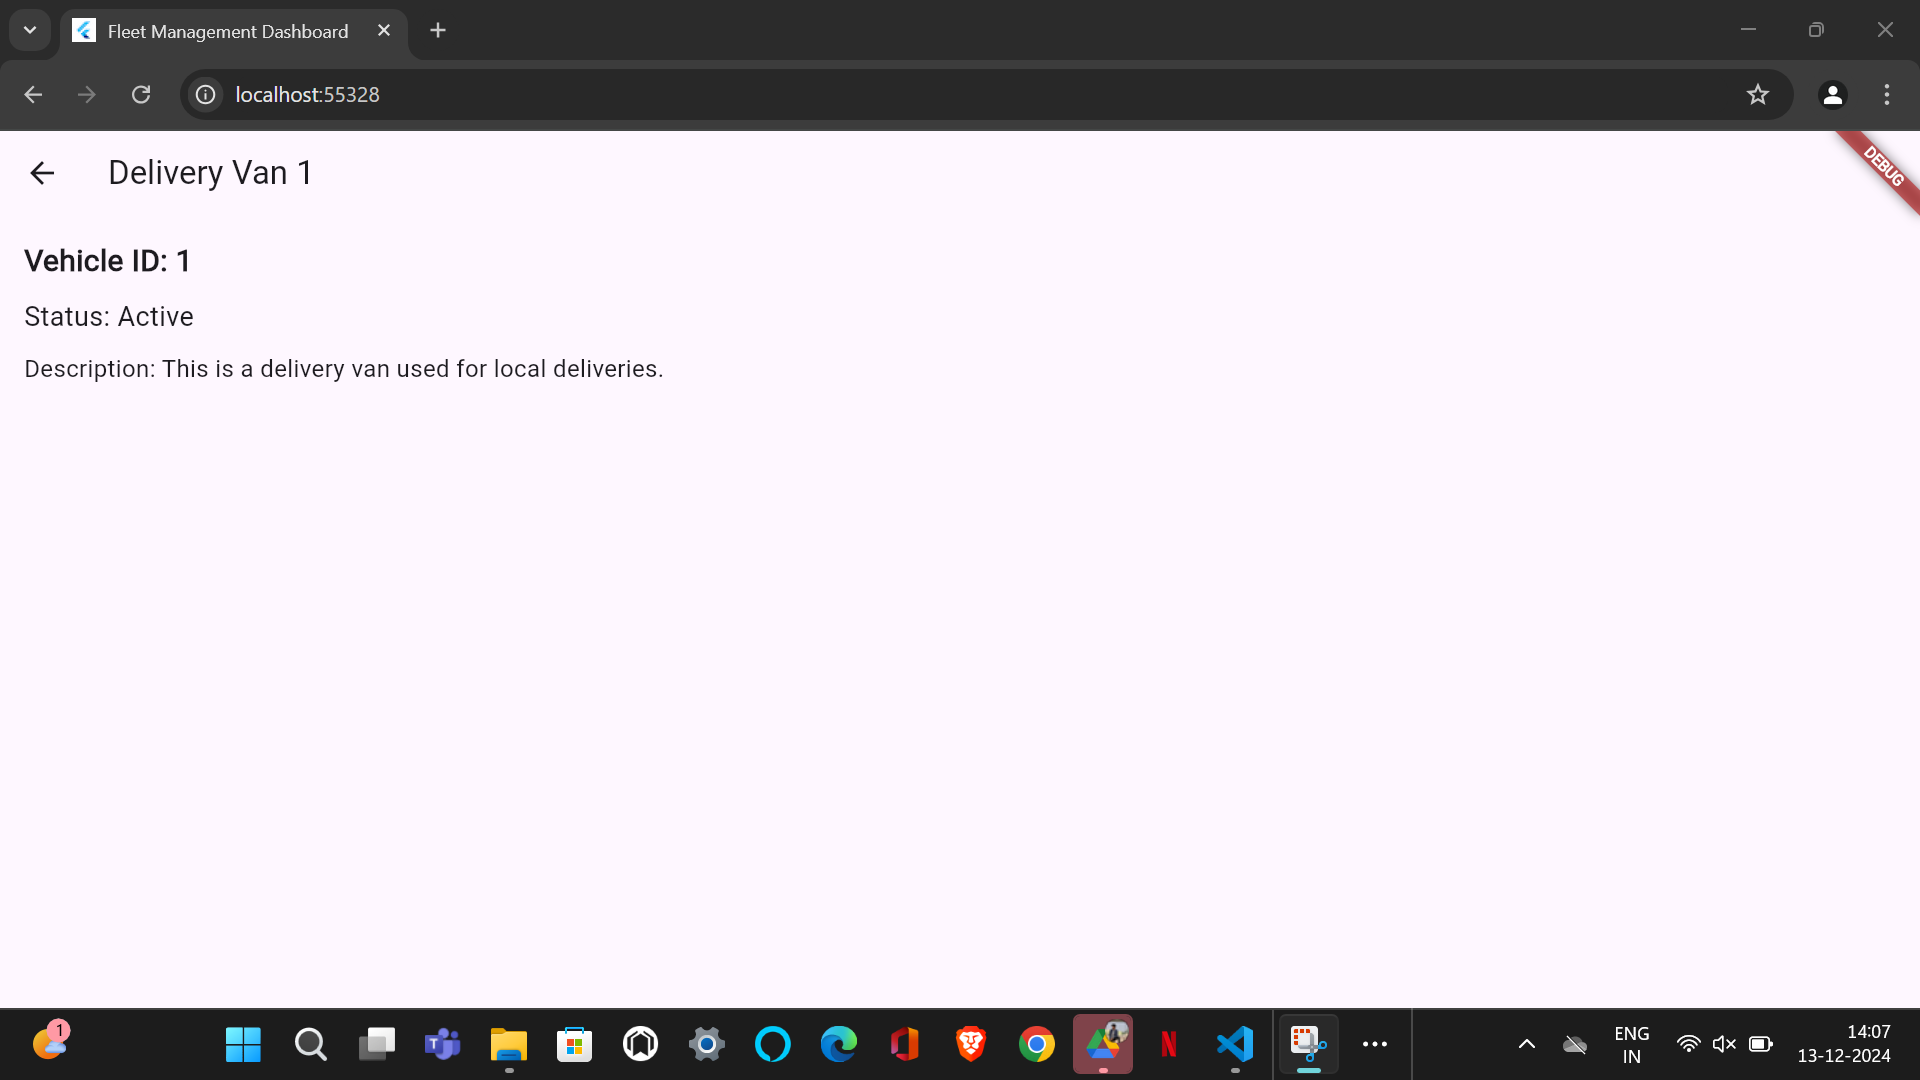 Fleet Management Dashboard
localhost:55328
DEBUG
Delivery Van 1
Vehicle ID: 1
Status: Active
Description: This is a delivery van used for local deliveries.
1
T
N
ENG
IN
14:07
13-12-2024